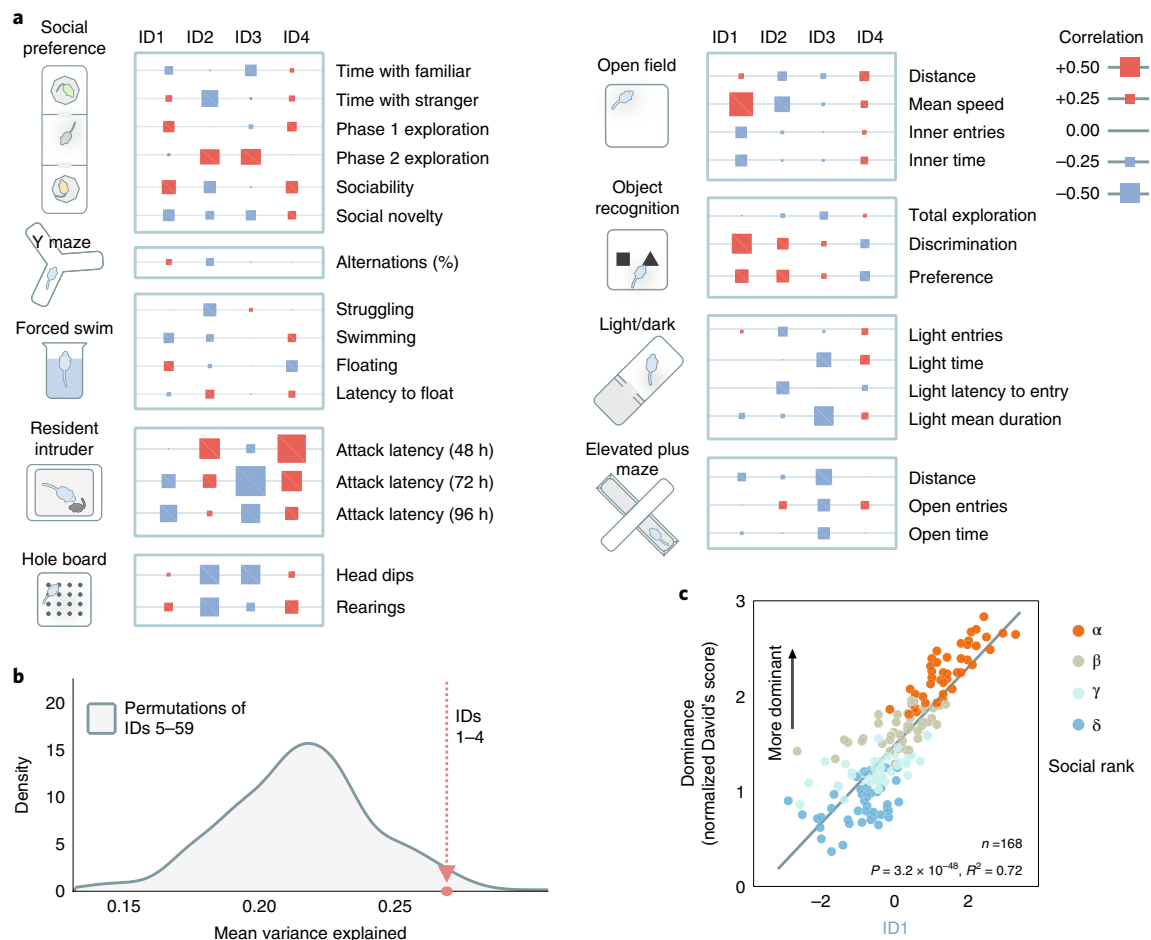 a
Social
preference
ID1 ID2 ID3 ID4
Time with familiar
Time with stranger
Phase 1 exploration
Phase 2 exploration
Sociability
Social novelty
Y maze
Alternations (%)
Forced swim
Struggling
Swimming
Floating
Latency to float
Resident
intruder
Attack latency (48 h)
Attack latency (72 h)
Attack latency (96 h)
Hole board
Head dips
Rearings
ID1 ID2 ID3 ID4
Open field
Distance
Mean speed
Inner entries
Inner time
Object
recognition
Total exploration
Discrimination
Preference
Light/dark
Light entries
Light time
Light latency to entry
Light mean duration
Elevated plus
maze
Distance
Open entries
Open time
Correlation
+0.50
+0.25
0.00
−0.25
−0.50
b
Density
20
15
10
5
0
Permutations of
IDs 5–59
IDs
1–4
0.15 0.20 0.25
Mean variance explained
c
Dominance
(normalized David's score)
3
2
1
0
More dominant
n =168
P = 3.2 × 10⁻⁴⁸, R² = 0.72
−2 0 2
ID1
α
β
γ
δ
Social rank